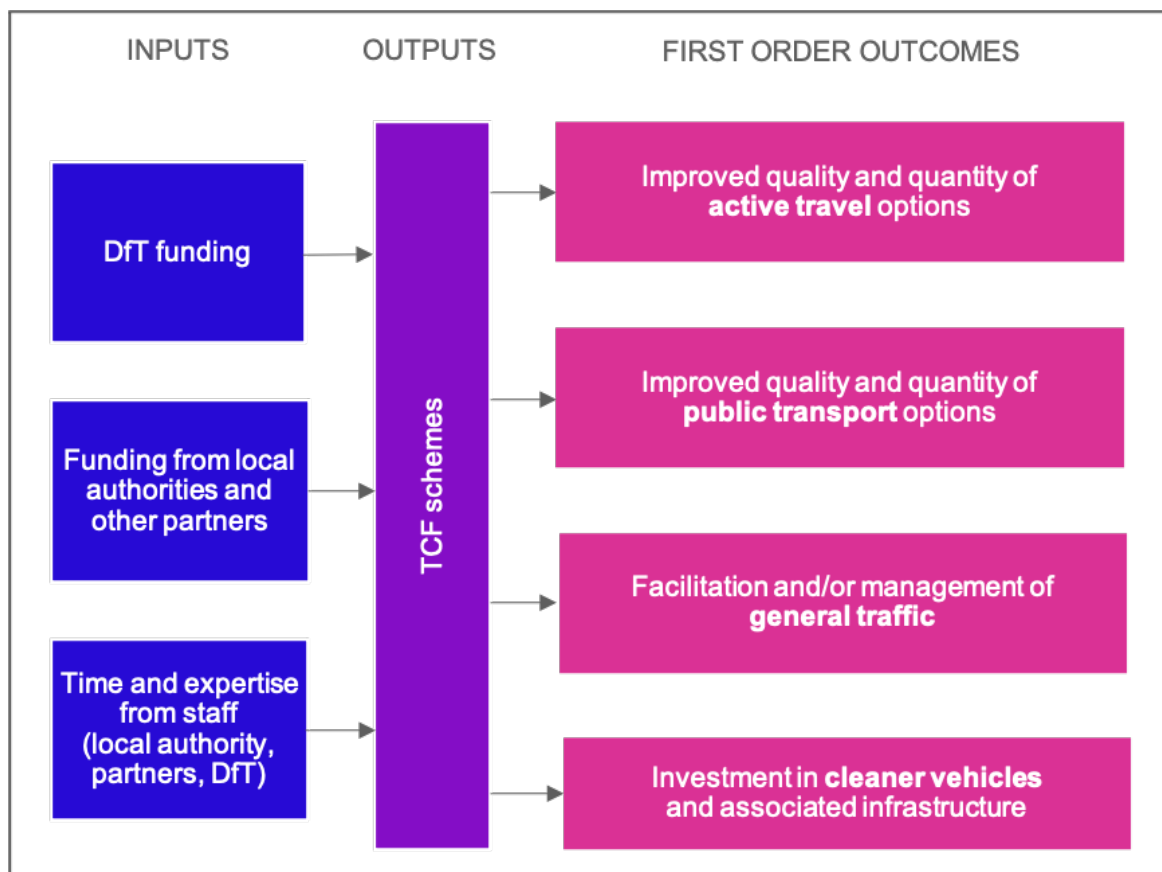 INPUTS
OUTPUTS
FIRST ORDER OUTCOMES
DfT funding
Funding from local
authorities and
other partners
Time and expertise
from staff
(local authority,
partners, DfT)
TCF schemes
Improved quality and quantity of
active travel options
Improved quality and quantity of
public transport options
Facilitation and/or management of
general traffic
Investment in cleaner vehicles
and associated infrastructure